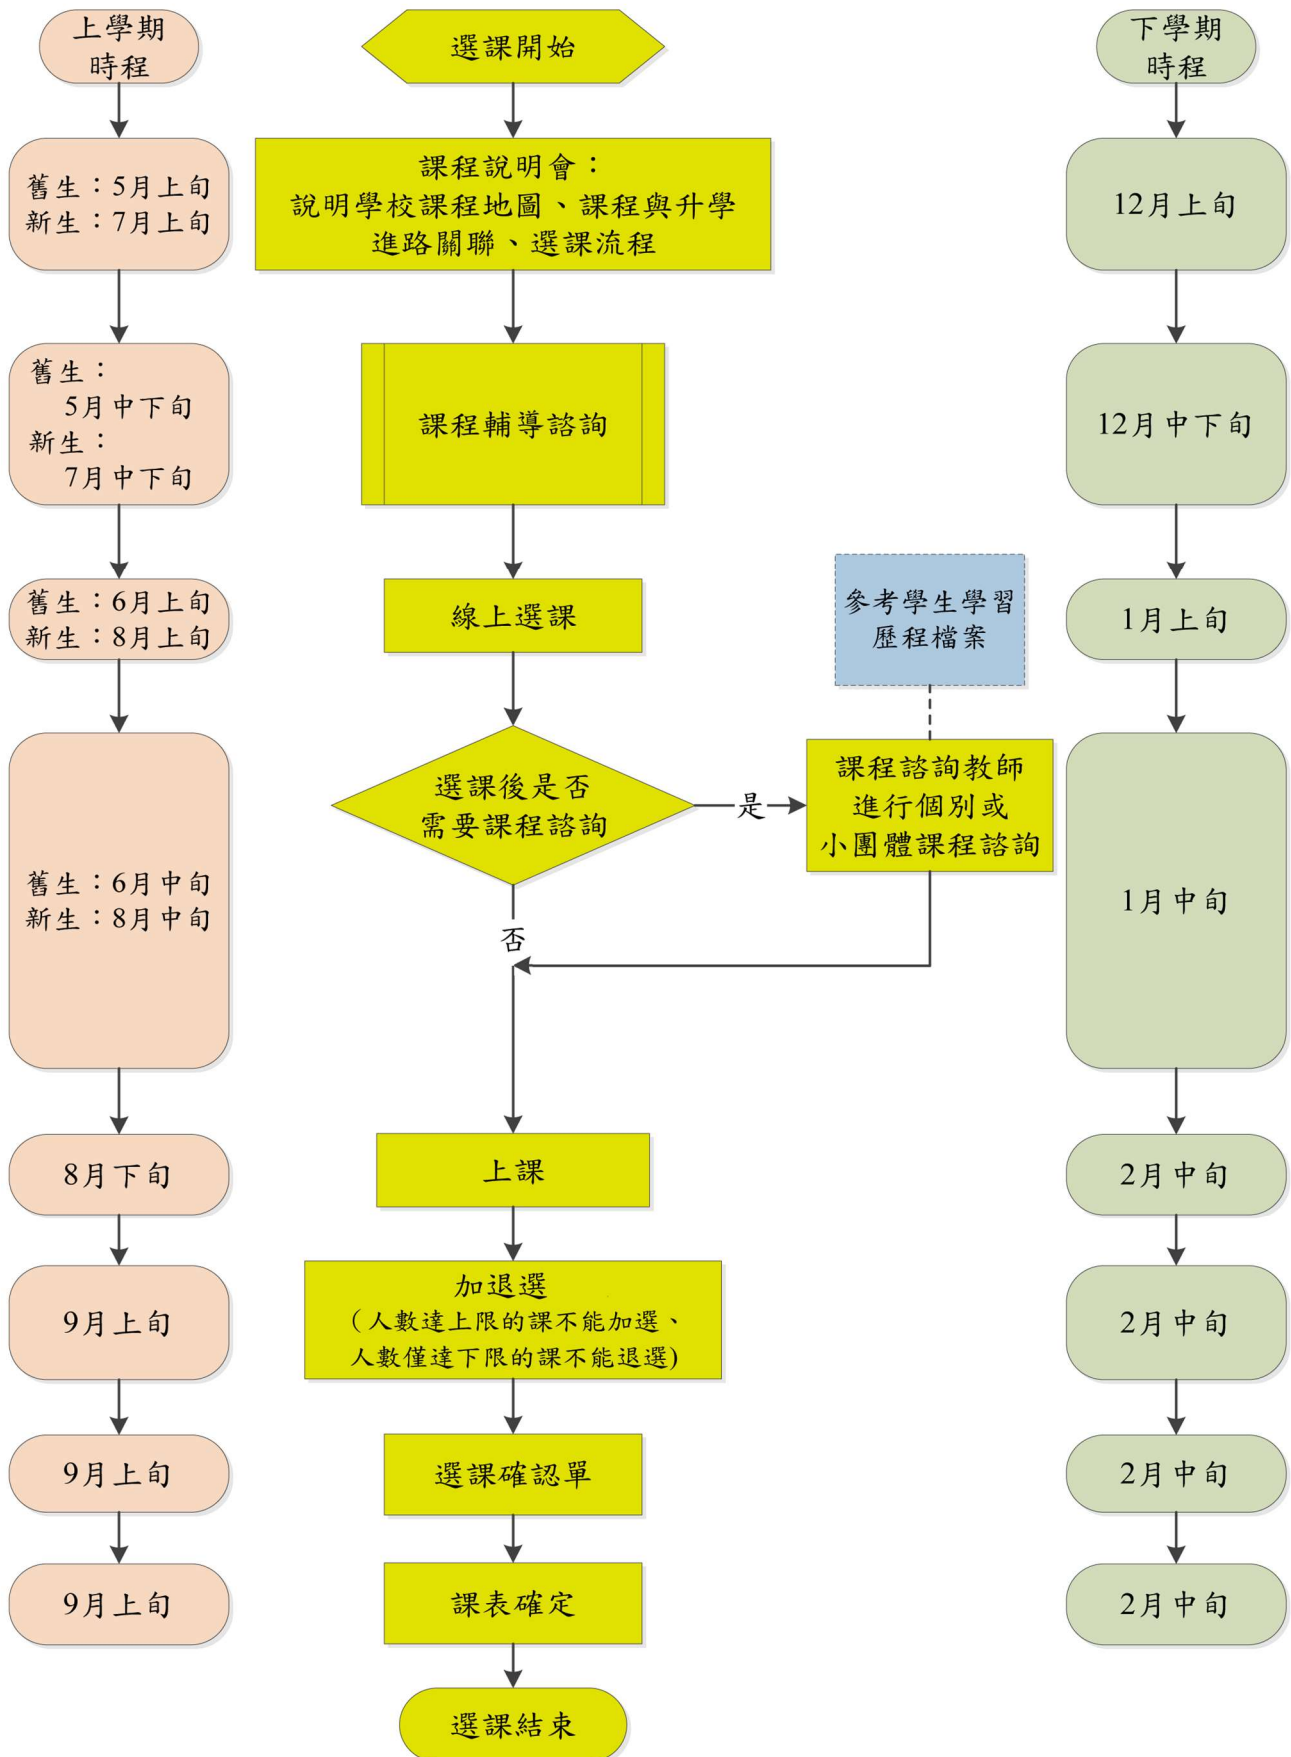 上學期
時程
選課開始
下學期
時程
舊生：5月上旬
新生：7月上旬
課程說明會：
說明學校課程地圖、課程與升學
進路關聯、選課流程
12月上旬
舊生：
5月中下旬
新生：
7月中下旬
課程輔導諮詢
12月中下旬
舊生：6月上旬
新生：8月上旬
線上選課
參考學生學習
歷程檔案
1月上旬
舊生：6月中旬
新生：8月中旬
選課後是否
需要課程諮詢
是
課程諮詢教師
進行個別或
小團體課程諮詢
否
1月中旬
8月下旬
上課
2月中旬
9月上旬
加退選
（人數達上限的課不能加選、
人數僅達下限的課不能退選)
2月中旬
9月上旬
選課確認單
2月中旬
9月上旬
課表確定
2月中旬
選課結束